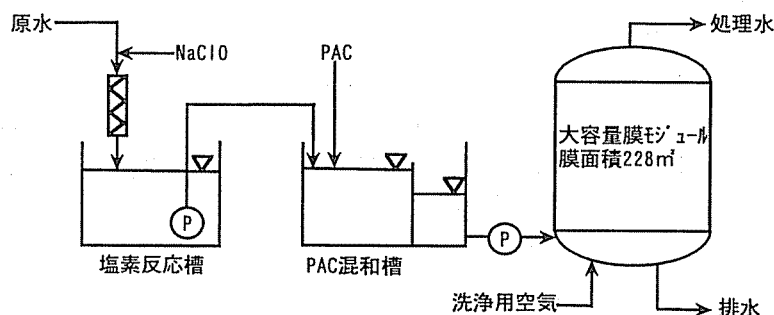 原水
NaClO
PAC
処理水
大容量膜ﾓｼﾞｭｰﾙ
膜面積228㎡
P
P
塩素反応槽
PAC混和槽
洗浄用空気
排水